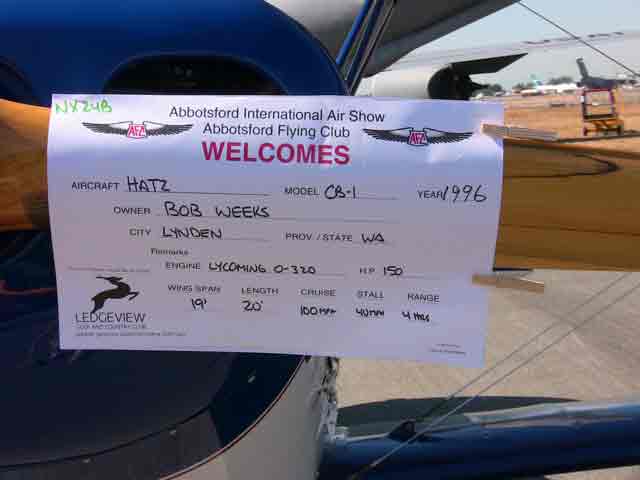 NX24B
Abbotsford International Air Show
Abbotsford Flying Club
AFC AFC
WELCOMES
AIRCRAFT HATZ MODEL CB-1 YEAR 1996
OWNER BOB WEEKS
CITY LYNDEN PROV. / STATE WA
Remarks
ENGINE LYCOMING O-320 H.P. 150
WING SPAN LENGTH CRUISE STALL RANGE
19' 20' 100 MPH 40 MPH 4 HRS
LEDGEVIEW
GOLF AND COUNTRY CLUB